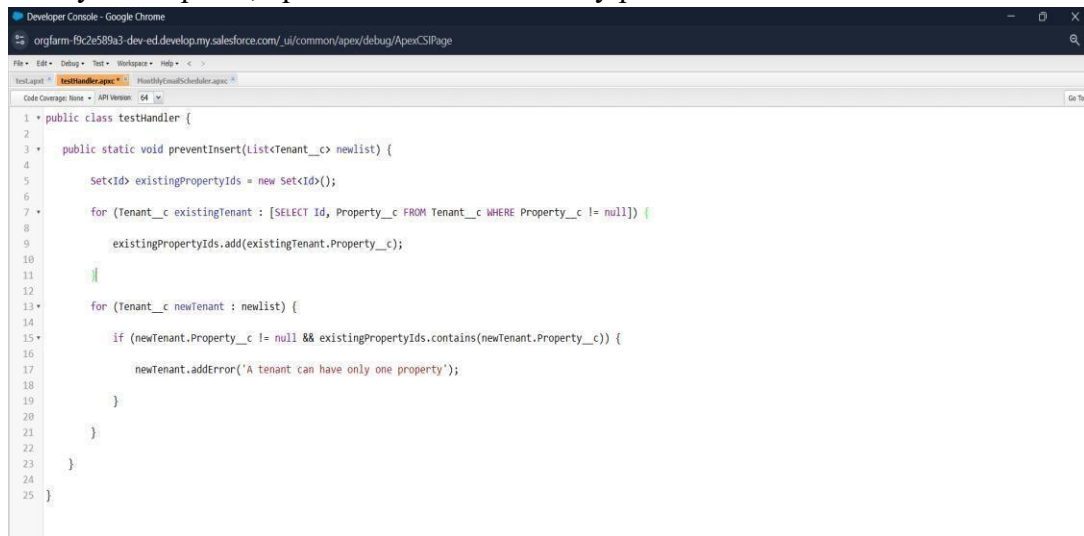 Developer Console - Google Chrome
orgfarm-f9c2e589a3-dev-ed.develop.my.salesforce.com/_ui/common/apex/debug/ApexCSIPage
File Edit Debug Test Workspace Help < >
test.apxt testHandler.apxc * MonthlyEmailScheduler.apxc
Code Coverage: None API Version: 64 Go To
1 public class testHandler {
2
3 public static void preventInsert(List<Tenant__c> newlist) {
4
5 Set<Id> existingPropertyIds = new Set<Id>();
6
7 for (Tenant__c existingTenant : [SELECT Id, Property__c FROM Tenant__c WHERE Property__c != null]) {
8
9 existingPropertyIds.add(existingTenant.Property__c);
10
11 }
12
13 for (Tenant__c newTenant : newlist) {
14
15 if (newTenant.Property__c != null && existingPropertyIds.contains(newTenant.Property__c)) {
16
17 newTenant.addError('A tenant can have only one property');
18
19 }
20
21 }
22
23 }
24
25 }